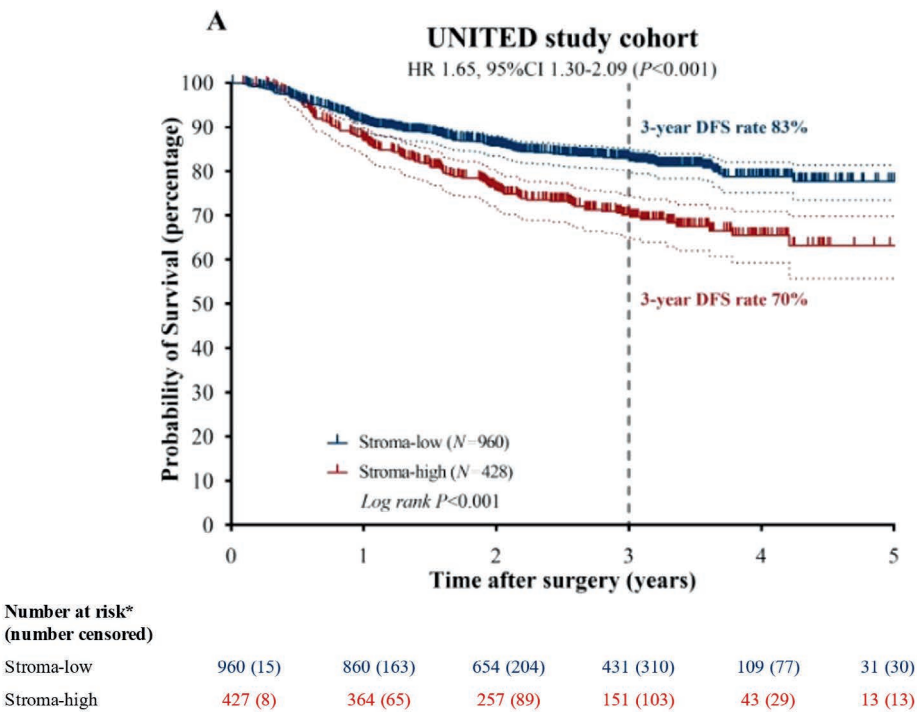 A
UNITED study cohort
HR 1.65, 95%CI 1.30-2.09 (P<0.001)
Probability of Survival (percentage)
100
90
80
70
60
50
40
30
20
10
0
3-year DFS rate 83%
3-year DFS rate 70%
Stroma-low (N=960)
Stroma-high (N=428)
Log rank P<0.001
0 1 2 3 4 5
Time after surgery (years)
Number at risk*
(number censored)
Stroma-low 960 (15) 860 (163) 654 (204) 431 (310) 109 (77) 31 (30)
Stroma-high 427 (8) 364 (65) 257 (89) 151 (103) 43 (29) 13 (13)